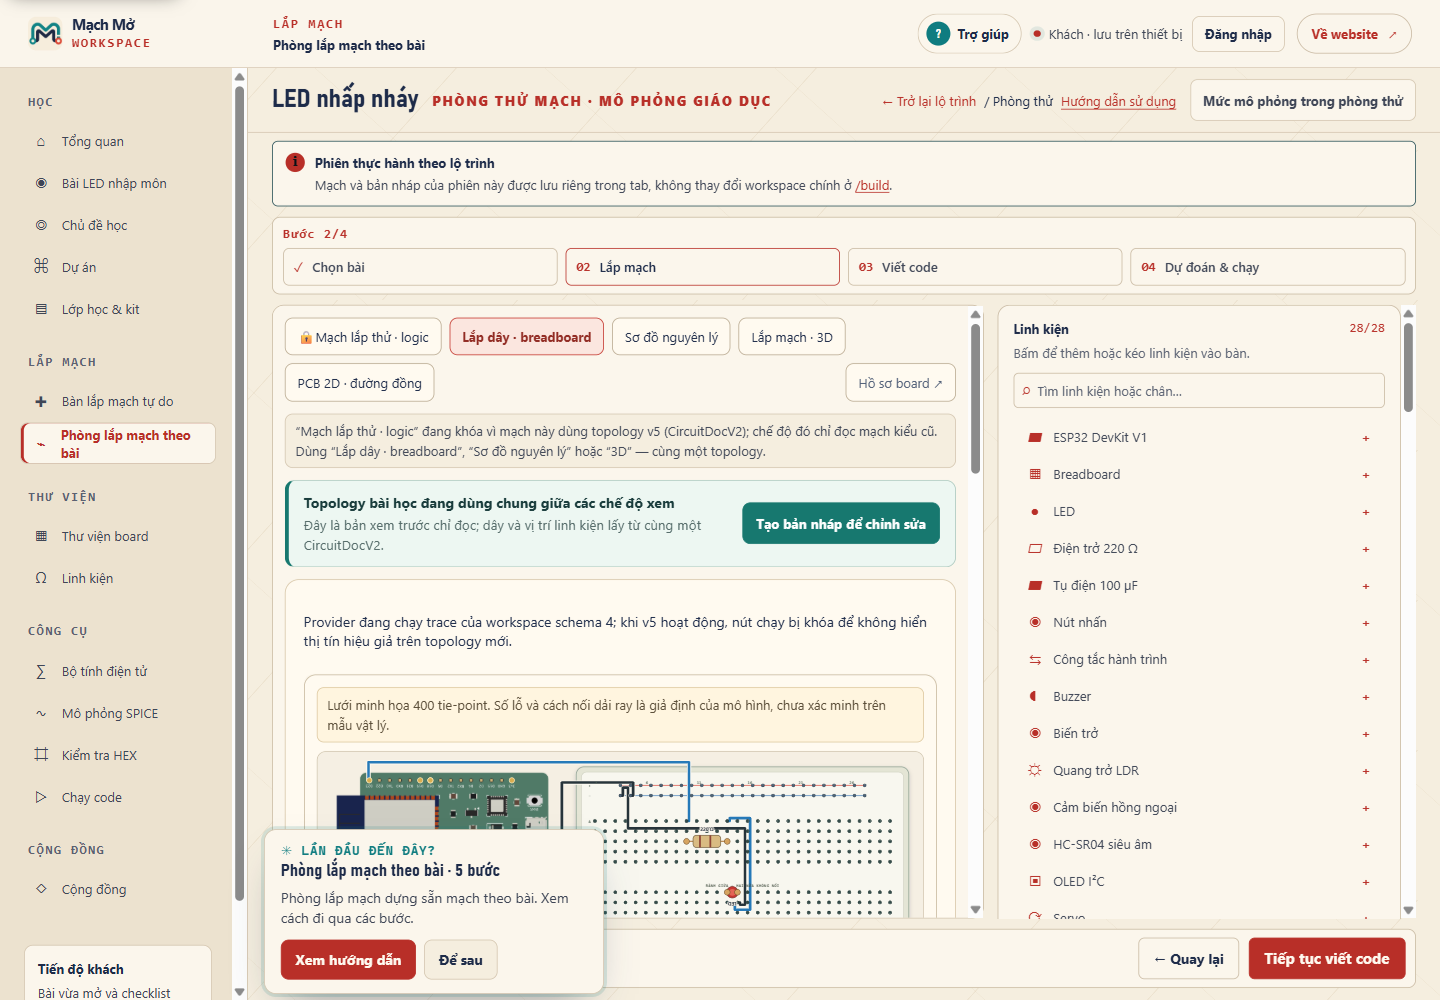 Mạch Mở
WORKSPACE
LẮP MẠCH
Phòng lắp mạch theo bài
? Trợ giúp
Khách · lưu trên thiết bị
Đăng nhập
Về website ↗
HỌC
Tổng quan
Bài LED nhập môn
Chủ đề học
Dự án
Lớp học & kit
LẮP MẠCH
Bàn lắp mạch tự do
Phòng lắp mạch theo
bài
THƯ VIỆN
Thư viện board
Linh kiện
CÔNG CỤ
Bộ tính điện tử
Mô phỏng SPICE
Kiểm tra HEX
Chạy code
CỘNG ĐỒNG
Cộng đồng
Tiến độ khách
Bài vừa mở và checklist
LED nhấp nháy
PHÒNG THỬ MẠCH · MÔ PHỎNG GIÁO DỤC
← Trở lại lộ trình / Phòng thử Hướng dẫn sử dụng
Mức mô phỏng trong phòng thử
Phiên thực hành theo lộ trình
Mạch và bản nháp của phiên này được lưu riêng trong tab, không thay đổi workspace chính ở /build.
Bước 2/4
✓ Chọn bài
02 Lắp mạch
03 Viết code
04 Dự đoán & chạy
Mạch lắp thử · logic
Lắp dây · breadboard
Sơ đồ nguyên lý
Lắp mạch · 3D
PCB 2D · đường đồng
Hồ sơ board ↗
“Mạch lắp thử · logic” đang khóa vì mạch này dùng topology v5 (CircuitDocV2); chế độ đó chỉ đọc mạch kiểu cũ.
Dùng “Lắp dây · breadboard”, “Sơ đồ nguyên lý” hoặc “3D” — cùng một topology.
Topology bài học đang dùng chung giữa các chế độ xem
Đây là bản xem trước chỉ đọc; dây và vị trí linh kiện lấy từ cùng một
CircuitDocV2.
Tạo bản nháp để chỉnh sửa
Provider đang chạy trace của workspace schema 4; khi v5 hoạt động, nút chạy bị khóa để không hiển
thị tín hiệu giả trên topology mới.
Lưới minh họa 400 tie-point. Số lỗ và cách nối dải ray là giả định của mô hình, chưa xác minh trên
mẫu vật lý.
✳ LẦN ĐẦU ĐẾN ĐÂY?
Phòng lắp mạch theo bài · 5 bước
Phòng lắp mạch dựng sẵn mạch theo bài. Xem
cách đi qua các bước.
Xem hướng dẫn
Để sau
Linh kiện
28/28
Bấm để thêm hoặc kéo linh kiện vào bàn.
Tìm linh kiện hoặc chân...
ESP32 DevKit V1 +
Breadboard +
LED +
Điện trở 220 Ω +
Tụ điện 100 µF +
Nút nhấn +
Công tắc hành trình +
Buzzer +
Biến trở +
Quang trở LDR +
Cảm biến hồng ngoại +
HC-SR04 siêu âm +
OLED I²C +
Servo +
← Quay lại
Tiếp tục viết code